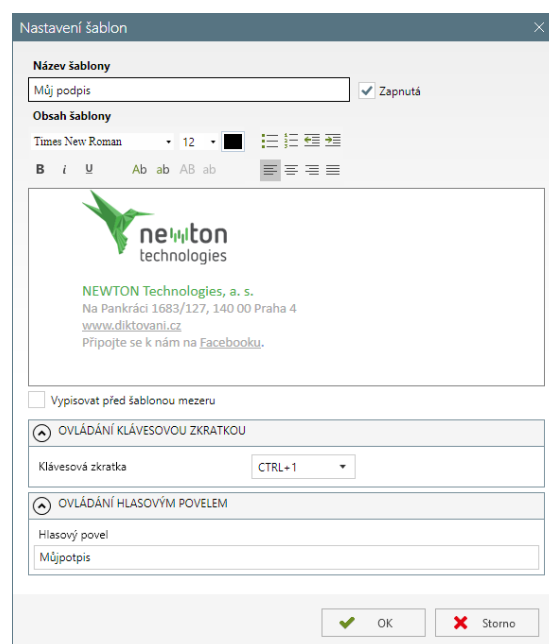 Nastavení šablon
Název šablony
Můj podpis
Zapnutá
Obsah šablony
Times New Roman 12
B i U Ab ab AB ab
newton
technologies
NEWTON Technologies, a. s.
Na Pankráci 1683/127, 140 00 Praha 4
www.diktovani.cz
Připojte se k nám na Facebooku.
Vypisovat před šablonou mezeru
OVLÁDÁNÍ KLÁVESOVOU ZKRATKOU
Klávesová zkratka CTRL+1
OVLÁDÁNÍ HLASOVÝM POVELEM
Hlasový povel
Můjpotpis
OK Storno